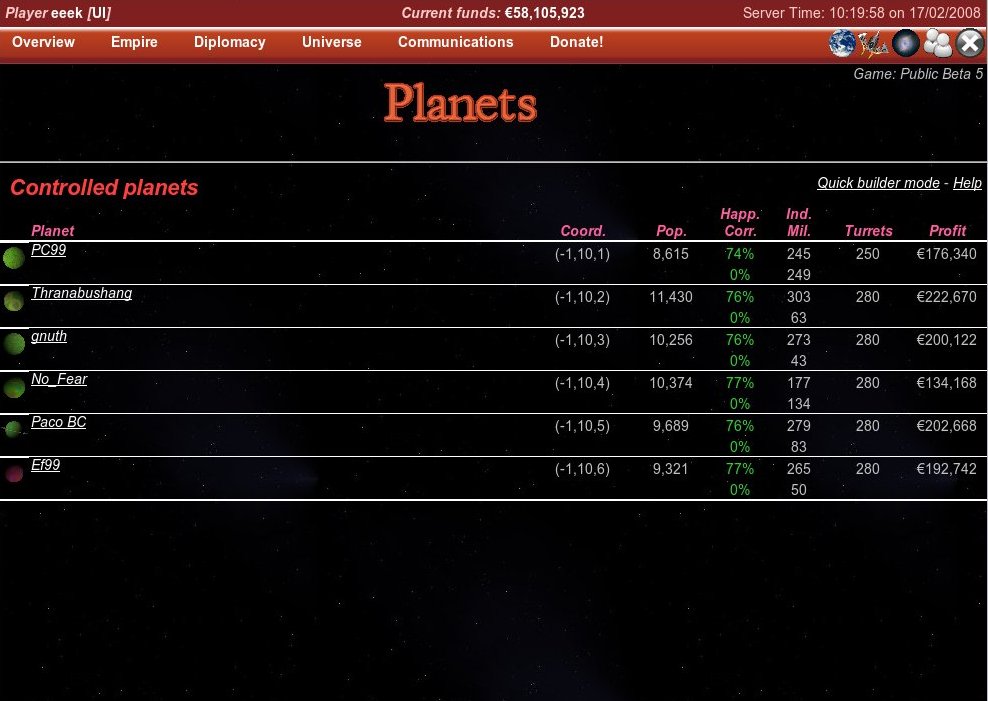 Player eeek [UI] Current funds: €58,105,923 Server Time: 10:19:58 on 17/02/2008
Overview Empire Diplomacy Universe Communications Donate!
Game: Public Beta 5
Planets
Controlled planets Quick builder mode - Help
Happ. Ind.
Planet Coord. Pop. Corr. Mil. Turrets Profit
PC99 (-1,10,1) 8,615 74% 245 250 €176,340
0% 249
Thranabushang (-1,10,2) 11,430 76% 303 280 €222,670
0% 63
gnuth (-1,10,3) 10,256 76% 273 280 €200,122
0% 43
No_Fear (-1,10,4) 10,374 77% 177 280 €134,168
0% 134
Paco BC (-1,10,5) 9,689 76% 279 280 €202,668
0% 83
Ef99 (-1,10,6) 9,321 77% 265 280 €192,742
0% 50